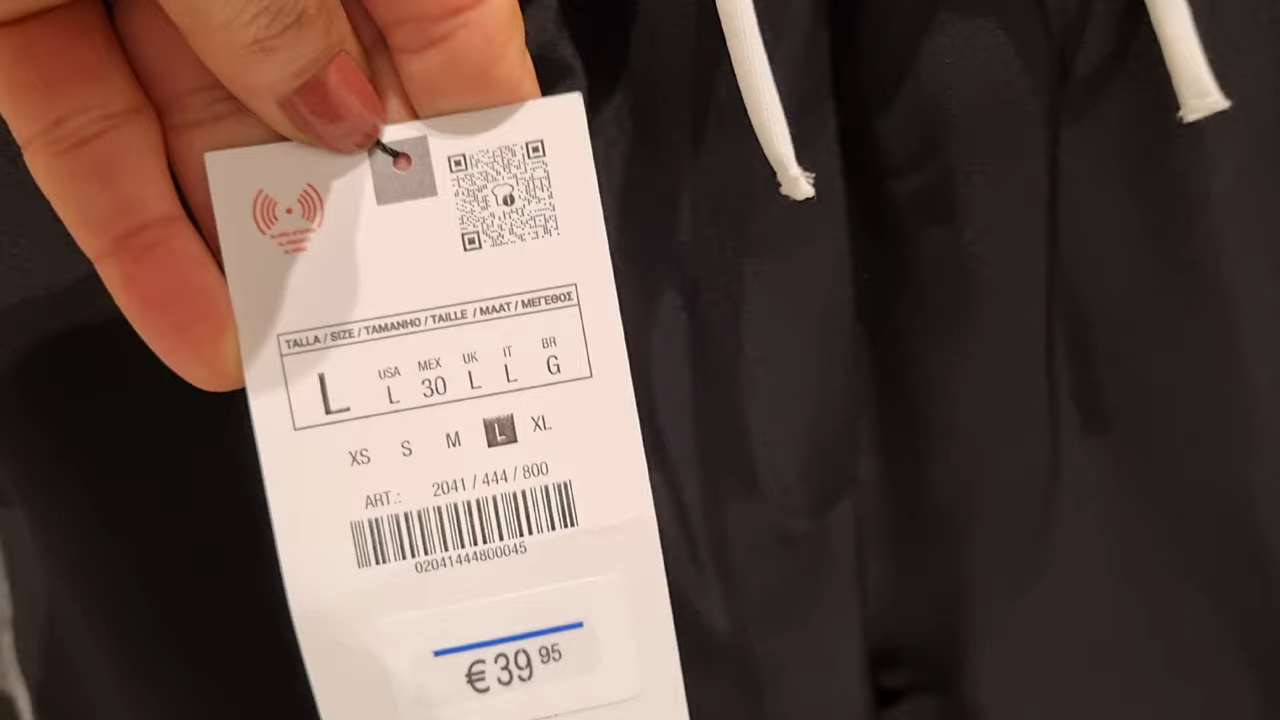 TALLA / SIZE / TAMANHO / TAILLE / MAAT / ΜΕΓΕΘΟΣ
L
USA MEX UK IT BR
L 30 L L G
XS S M L XL
ART.: 2041 / 444 / 800
02041444800045
€39 95